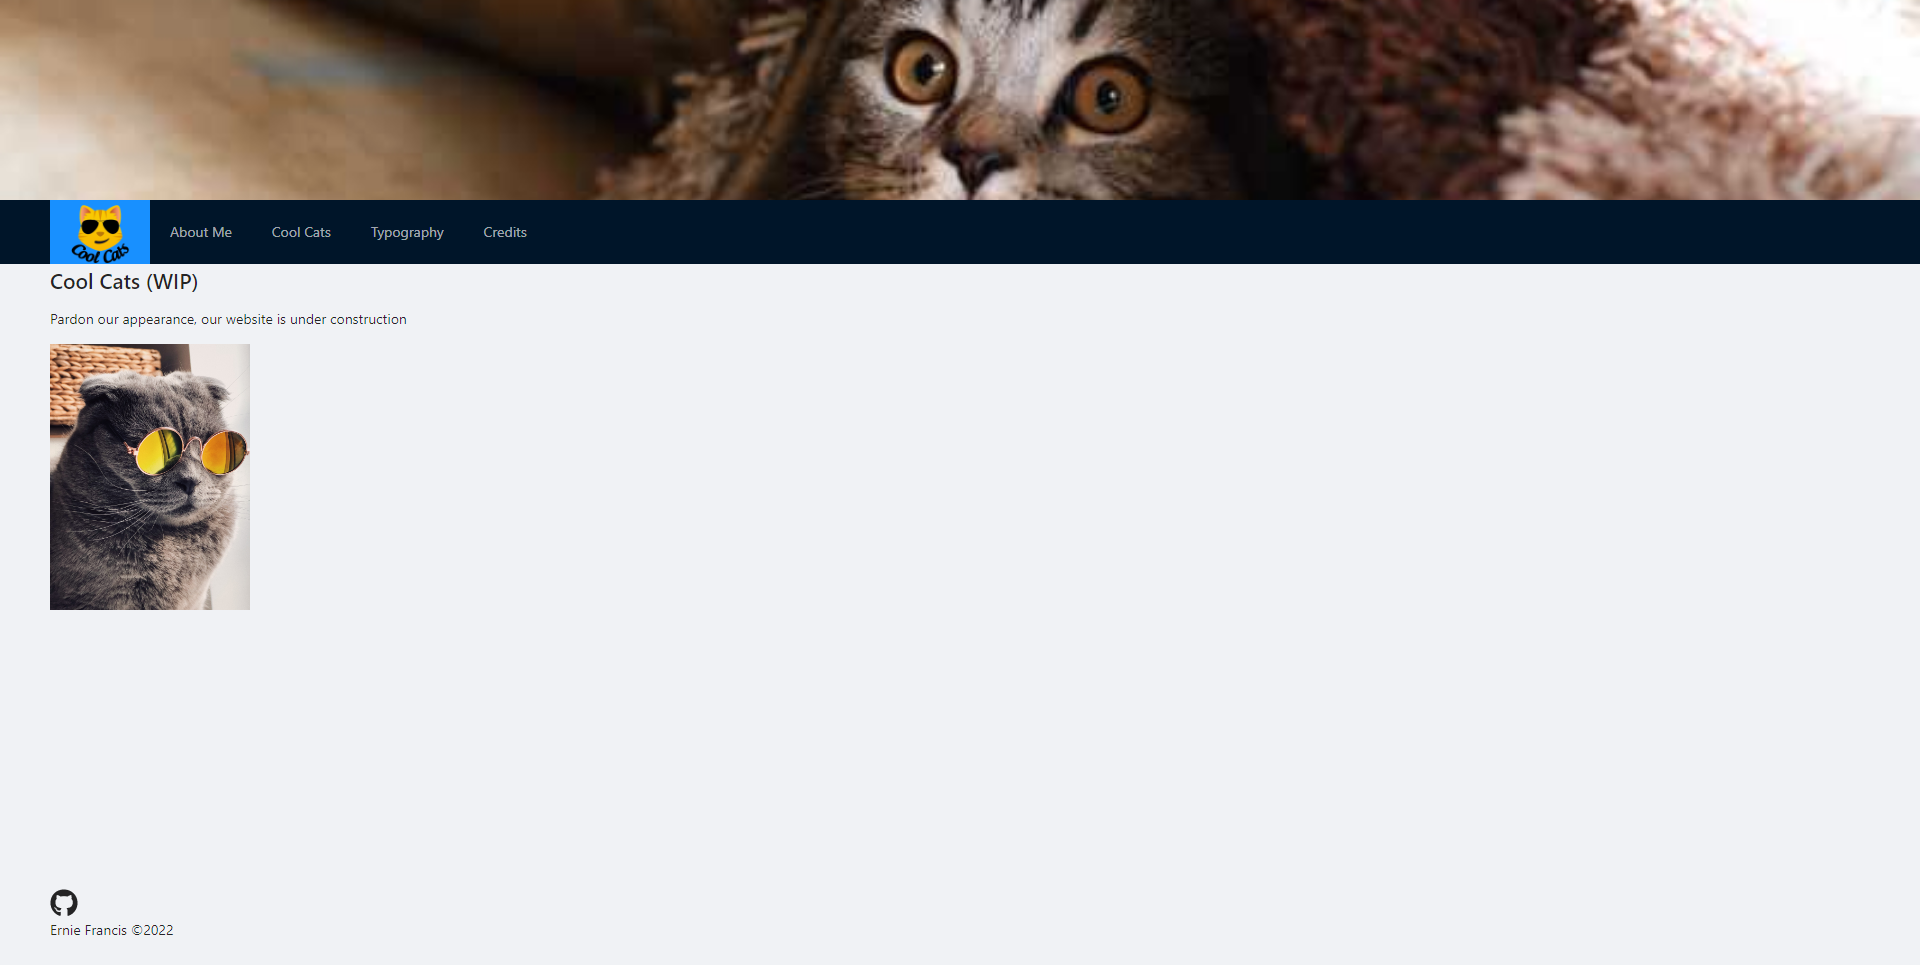 Cool Cats
About Me
Cool Cats
Typography
Credits
Cool Cats (WIP)
Pardon our appearance, our website is under construction
Ernie Francis ©2022